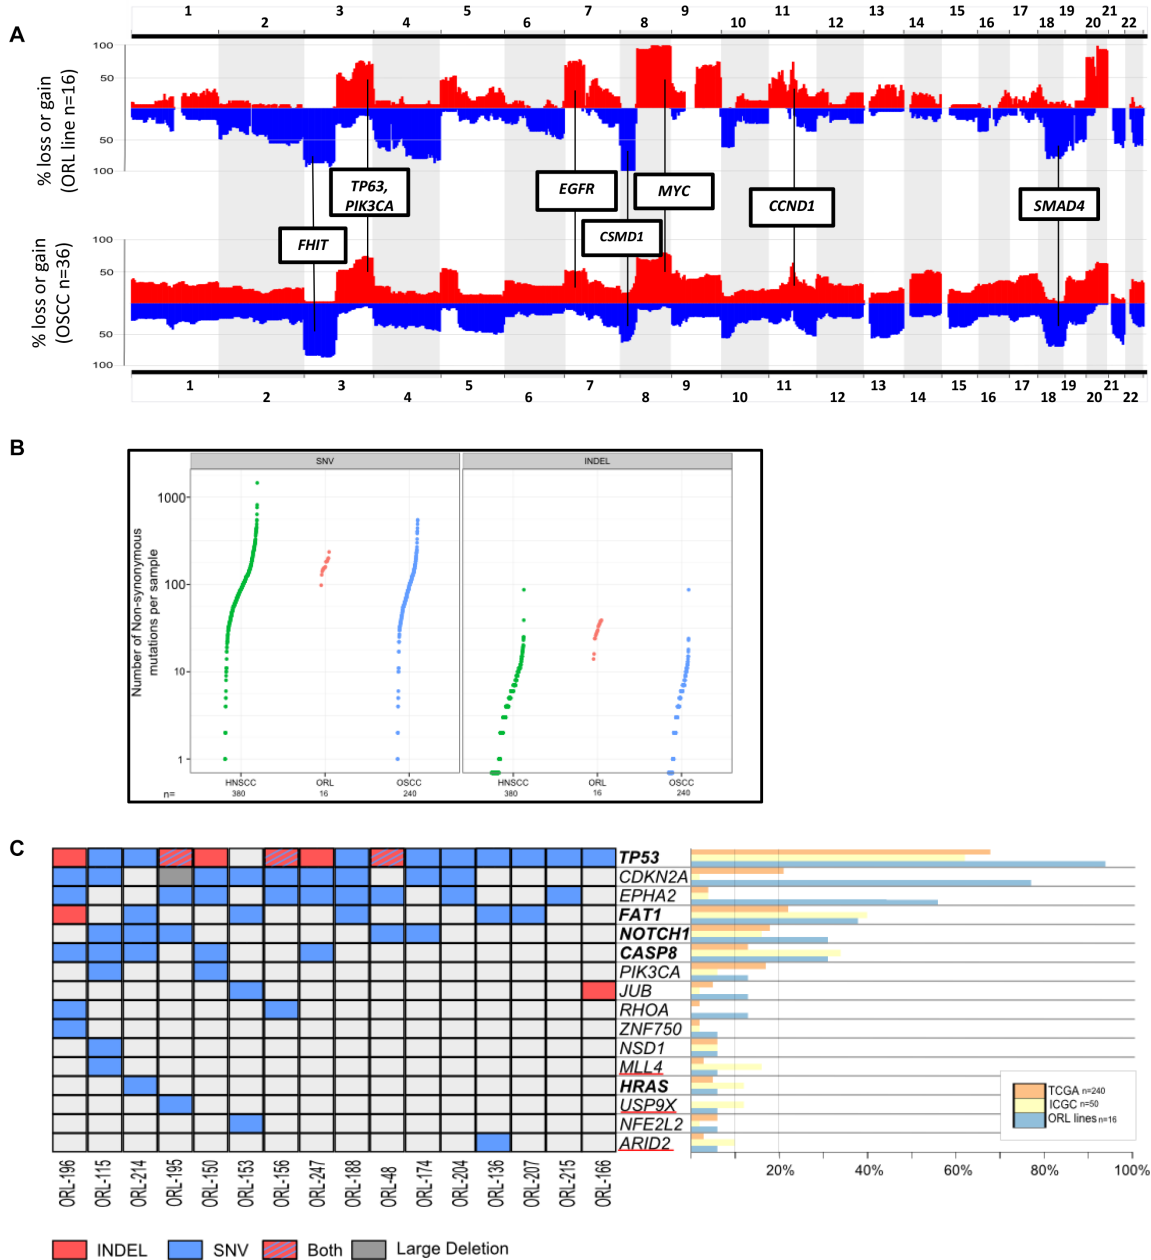 A
1 2 3 4 5 6 7 8 9 10 11 12 13 14 15 16 17 18 19 20 21 22
% loss or gain
(ORL line n=16)
100
50
50
100
TP63,
PIK3CA
EGFR
MYC
CCND1
SMAD4
FHIT
CSMD1
% loss or gain
(OSCC n=36)
100
50
50
100
1 2 3 4 5 6 7 8 9 10 11 12 13 14 15 16 17 18 19 20 21 22
B
SNV INDEL
Number of Non-synonymous
mutations per sample
1000
100
10
1
HNSCC ORL OSCC HNSCC ORL OSCC
n= 380 16 240 380 16 240
C
TP53
CDKN2A
EPHA2
FAT1
NOTCH1
CASP8
PIK3CA
JUB
RHOA
ZNF750
NSD1
MLL4
HRAS
USP9X
NFE2L2
ARID2
TCGA n=240
ICGC n=50
ORL lines n=16
20% 40% 60% 80% 100%
ORL-196 ORL-115 ORL-214 ORL-195 ORL-150 ORL-153 ORL-156 ORL-247 ORL-188 ORL-48 ORL-174 ORL-204 ORL-136 ORL-207 ORL-215 ORL-166
INDEL SNV Both Large Deletion